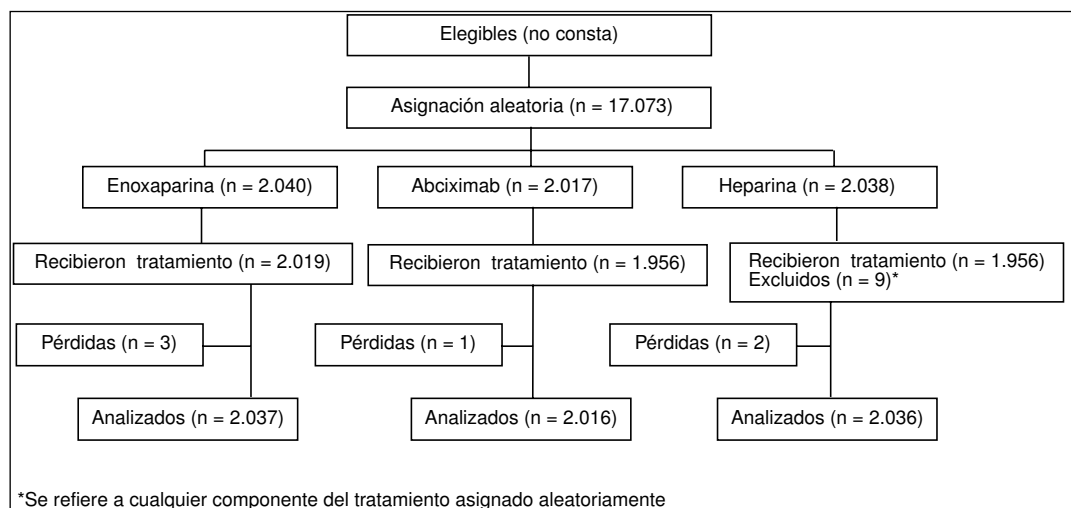 Elegibles (no consta)
Asignación aleatoria (n = 17.073)
Enoxaparina (n = 2.040)
Abciximab (n = 2.017)
Heparina (n = 2.038)
Recibieron tratamiento (n = 2.019)
Recibieron tratamiento (n = 1.956)
Recibieron tratamiento (n = 1.956)
Excluidos (n = 9)*
Pérdidas (n = 3)
Pérdidas (n = 1)
Pérdidas (n = 2)
Analizados (n = 2.037)
Analizados (n = 2.016)
Analizados (n = 2.036)
*Se refiere a cualquier componente del tratamiento asignado aleatoriamente